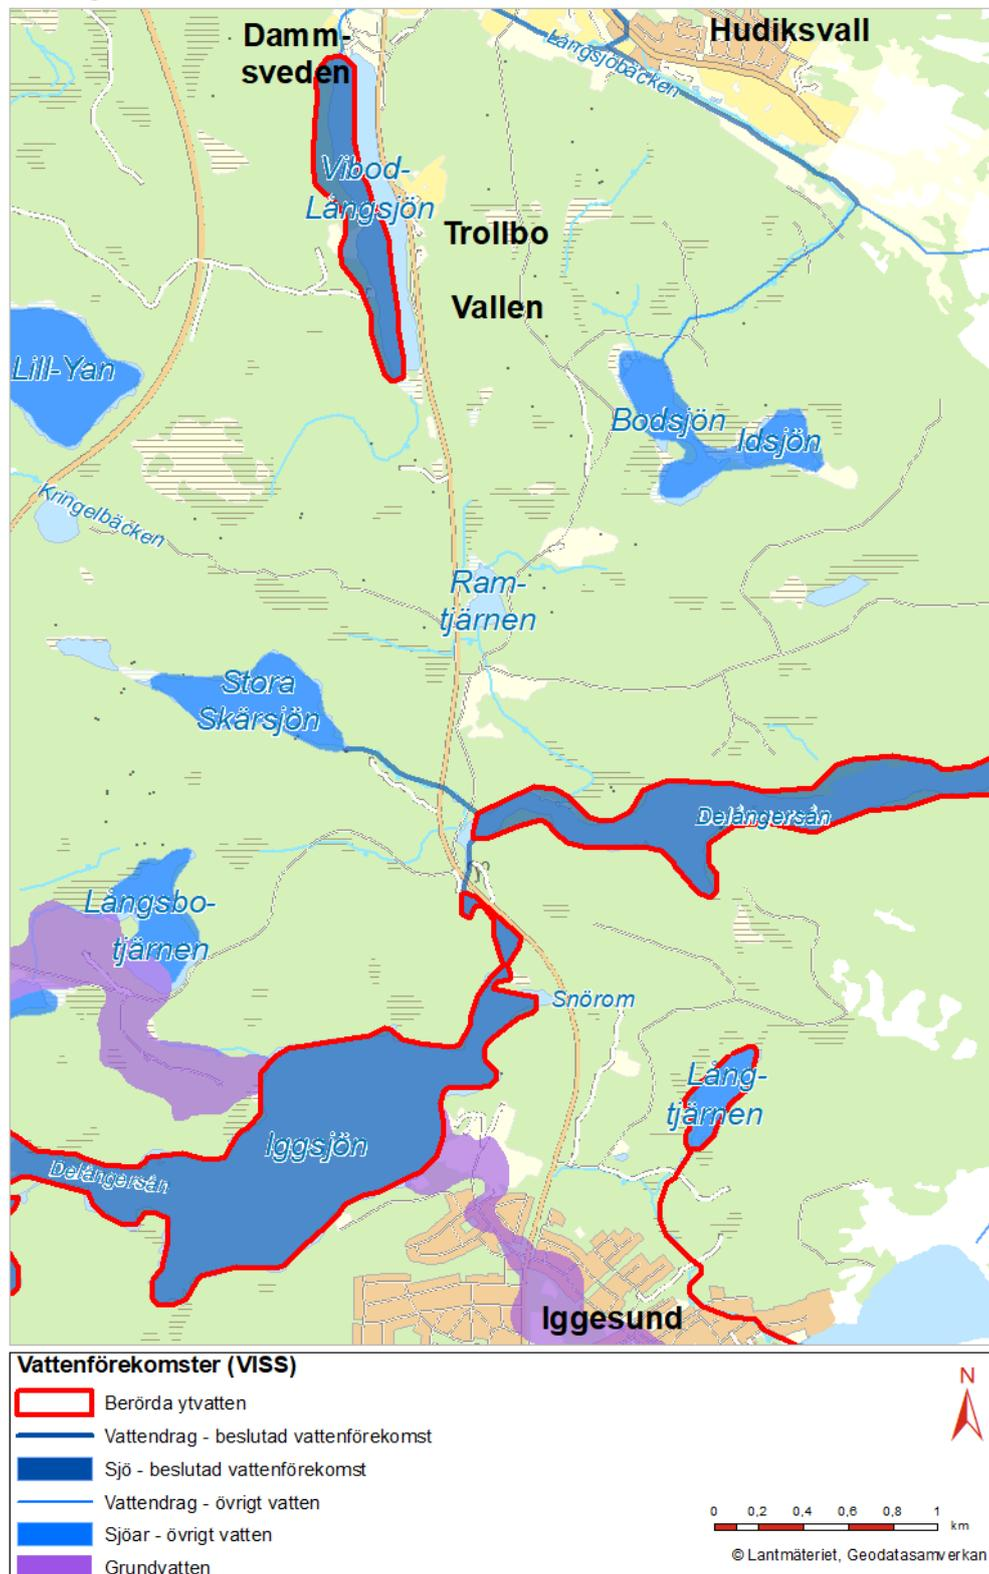 Hudiksvall
Damm-
sveden
Långsjöbäcken
Vibod-
Långsjön
Trollbo
Vallen
Lill-Yan
Bodsjön
Idsjön
Kringelbäcken
Ram-
tjärnen
Stora
Skärsjön
Delångersån
Långsbo-
tjärnen
Snörom
Lång-
tjärnen
Iggsjön
Delångersån
Iggesund
Vattenförekomster (VISS)
Berörda ytvatten
Vattendrag - beslutad vattenförekomst
Sjö - beslutad vattenförekomst
Vattendrag - övrigt vatten
Sjöar - övrigt vatten
Grundvatten
N
0 0,2 0,4 0,6 0,8 1
km
© Lantmäteriet, Geodatasamverkan